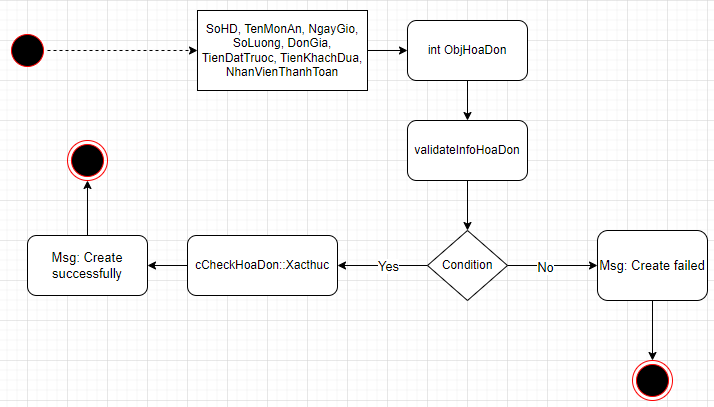 SoHD, TenMonAn, NgayGio,
SoLuong, DonGia,
TienDatTruoc, TienKhachDua,
NhanVienThanhToan
int ObjHoaDon
validateInfoHoaDon
Condition
Yes
No
cCheckHoaDon::Xacthuc
Msg: Create
successfully
Msg: Create failed